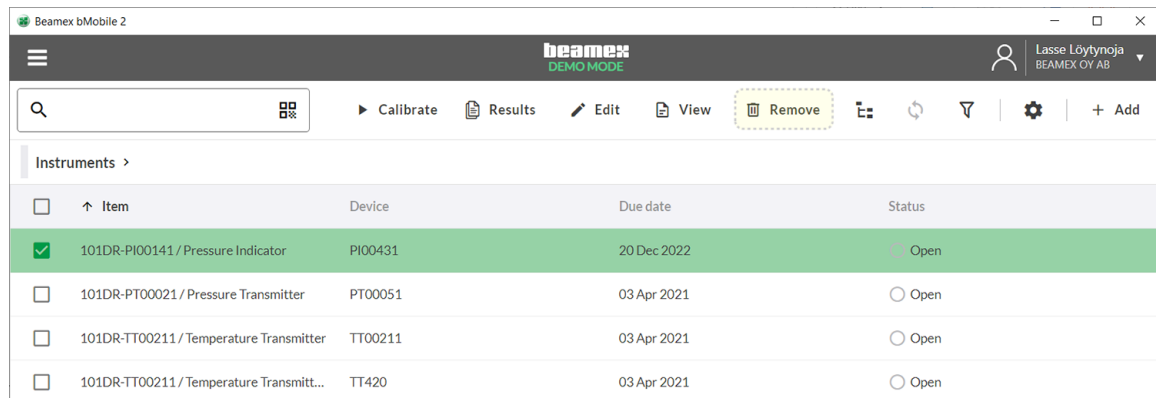 Beamex bMobile 2
beamex
DEMO MODE
Lasse Löytynoja
BEAMEX OY AB
Calibrate Results Edit View Remove Add
Instruments
Item Device Due date Status
101DR-PI00141 / Pressure Indicator PI00431 20 Dec 2022 Open
101DR-PT00021 / Pressure Transmitter PT00051 03 Apr 2021 Open
101DR-TT00211 / Temperature Transmitter TT00211 03 Apr 2021 Open
101DR-TT00211 / Temperature Transmitt... TT420 03 Apr 2021 Open